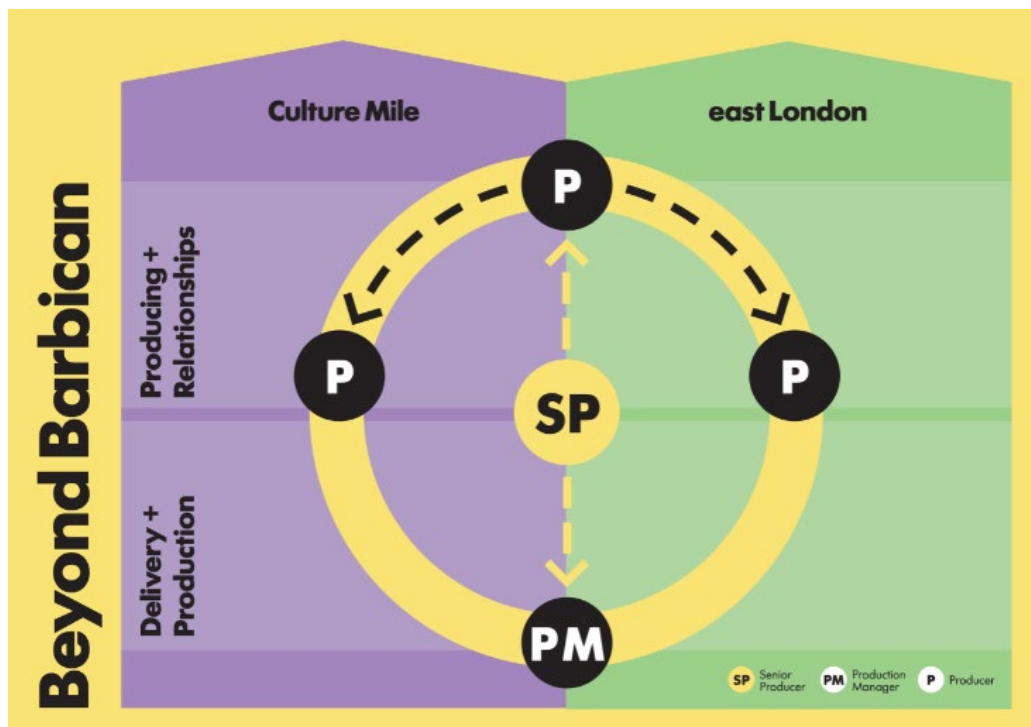 Beyond Barbican
Culture Mile
east London
Producing +
Relationships
Delivery +
Production
P
P
P
SP
PM
SP
Senior
Producer
PM
Production
Manager
P
Producer